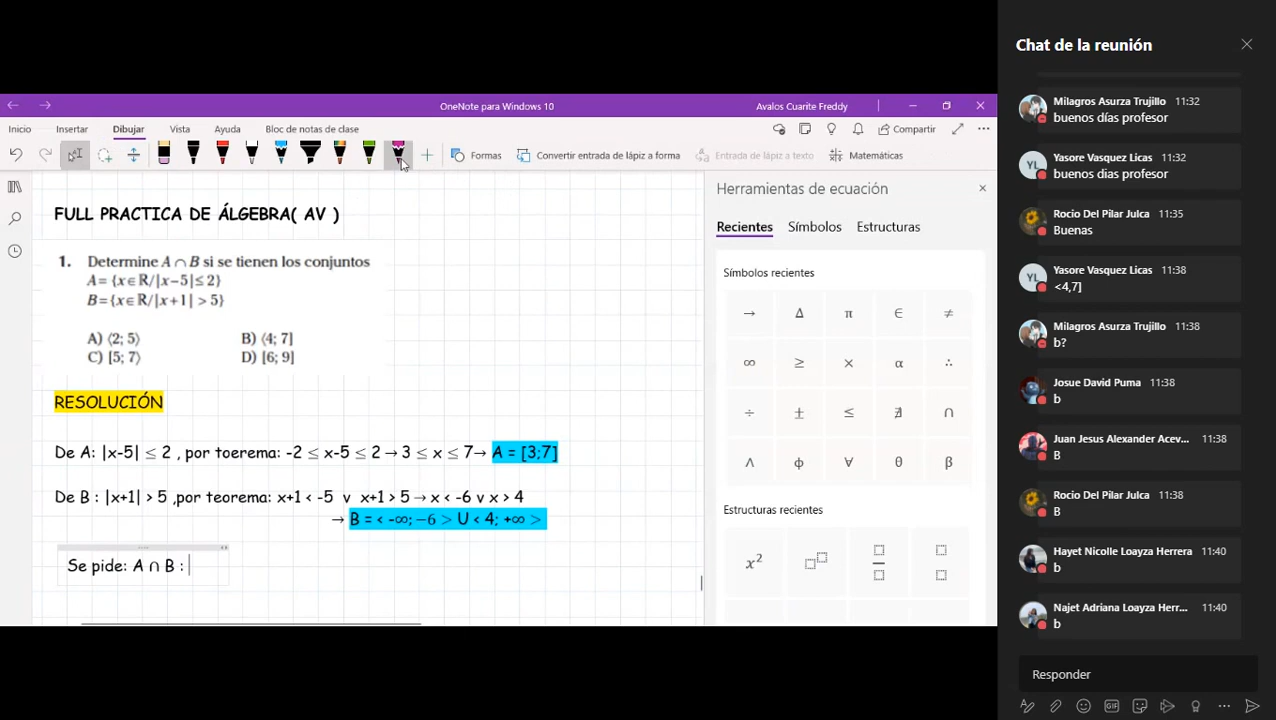 Chat de la reunión
OneNote para Windows 10
Avalos Cuarite Freddy
Inicio Insertar Dibujar Vista Ayuda Bloc de notas de clase
Compartir
Formas Convertir entrada de lápiz a forma Entrada de lápiz a texto Matemáticas
FULL PRACTICA DE ÁLGEBRA( AV )
1. Determine A ∩ B si se tienen los conjuntos
A= {x∈ℝ/|x−5|≤ 2}
B={x∈ℝ/|x+1| > 5}
A) ⟨2; 5⟩ B) ⟨4; 7]
C) [5; 7⟩ D) [6; 9]
RESOLUCIÓN
De A: |x-5| ≤ 2 , por toerema: -2 ≤ x-5 ≤ 2 → 3 ≤ x ≤ 7→ A = [3;7]
De B : |x+1| > 5 ,por teorema: x+1 < -5 v x+1 > 5 → x < -6 v x > 4
→ B = < -∞; −6 > U < 4; +∞ >
Se pide: A ∩ B :
Herramientas de ecuación
Recientes Símbolos Estructuras
Símbolos recientes
→ Δ π ∈ ≠
∞ ≥ × α ∴
÷ ± ≤ ∄ ∩
∧ ϕ ∀ θ β
Estructuras recientes
x²
Milagros Asurza Trujillo 11:32
buenos días profesor
YL Yasore Vasquez Licas 11:32
buenos dias profesor
Rocio Del Pilar Julca 11:35
Buenas
YL Yasore Vasquez Licas 11:38
<4,7]
Milagros Asurza Trujillo 11:38
b?
Josue David Puma 11:38
b
Juan Jesus Alexander Azav... 11:38
B
Rocio Del Pilar Julca 11:38
B
Hayet Nicolle Loayza Herrera 11:40
b
Najet Adriana Loayza Herr... 11:40
b
Responder
GIF